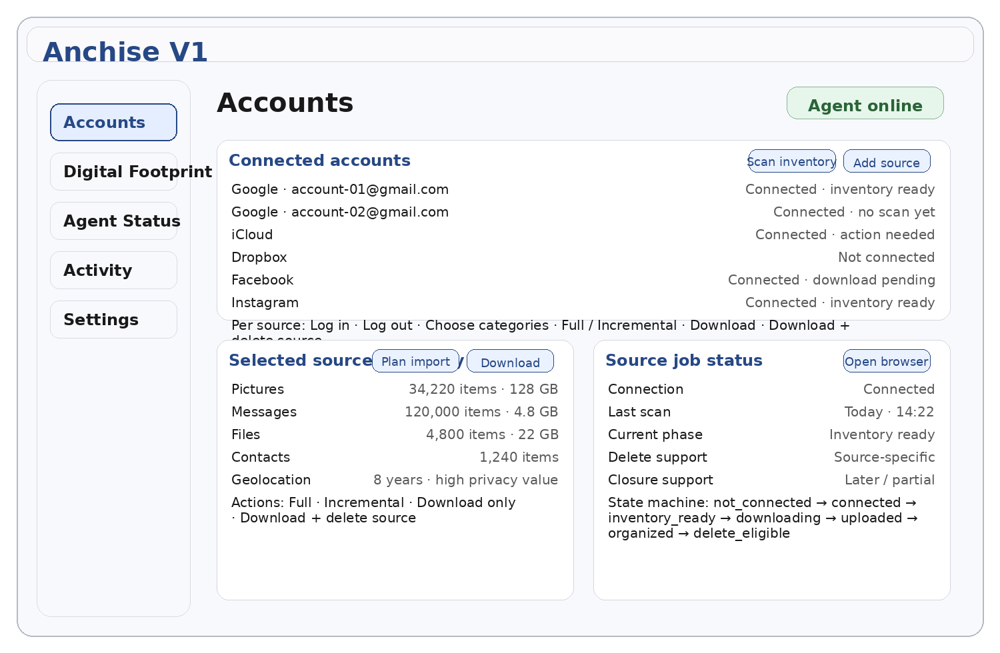 Anchise V1
Accounts
Agent online
Accounts
Digital Footprint
Agent Status
Activity
Settings
Connected accounts
Scan inventory
Add source
Google · account-01@gmail.com
Connected · inventory ready
Google · account-02@gmail.com
Connected · no scan yet
iCloud
Connected · action needed
Dropbox
Not connected
Facebook
Connected · download pending
Instagram
Connected · inventory ready
Per source: Log in · Log out · Choose categories · Full / Incremental · Download · Download +
delete source
Selected source
Plan import
Download
Pictures
34,220 items · 128 GB
Messages
120,000 items · 4.8 GB
Files
4,800 items · 22 GB
Contacts
1,240 items
Geolocation
8 years · high privacy value
Actions: Full · Incremental · Download only
· Download + delete source
Source job status
Open browser
Connection
Connected
Last scan
Today · 14:22
Current phase
Inventory ready
Delete support
Source-specific
Closure support
Later / partial
State machine: not_connected → connected →
inventory_ready → downloading → uploaded →
organized → delete_eligible